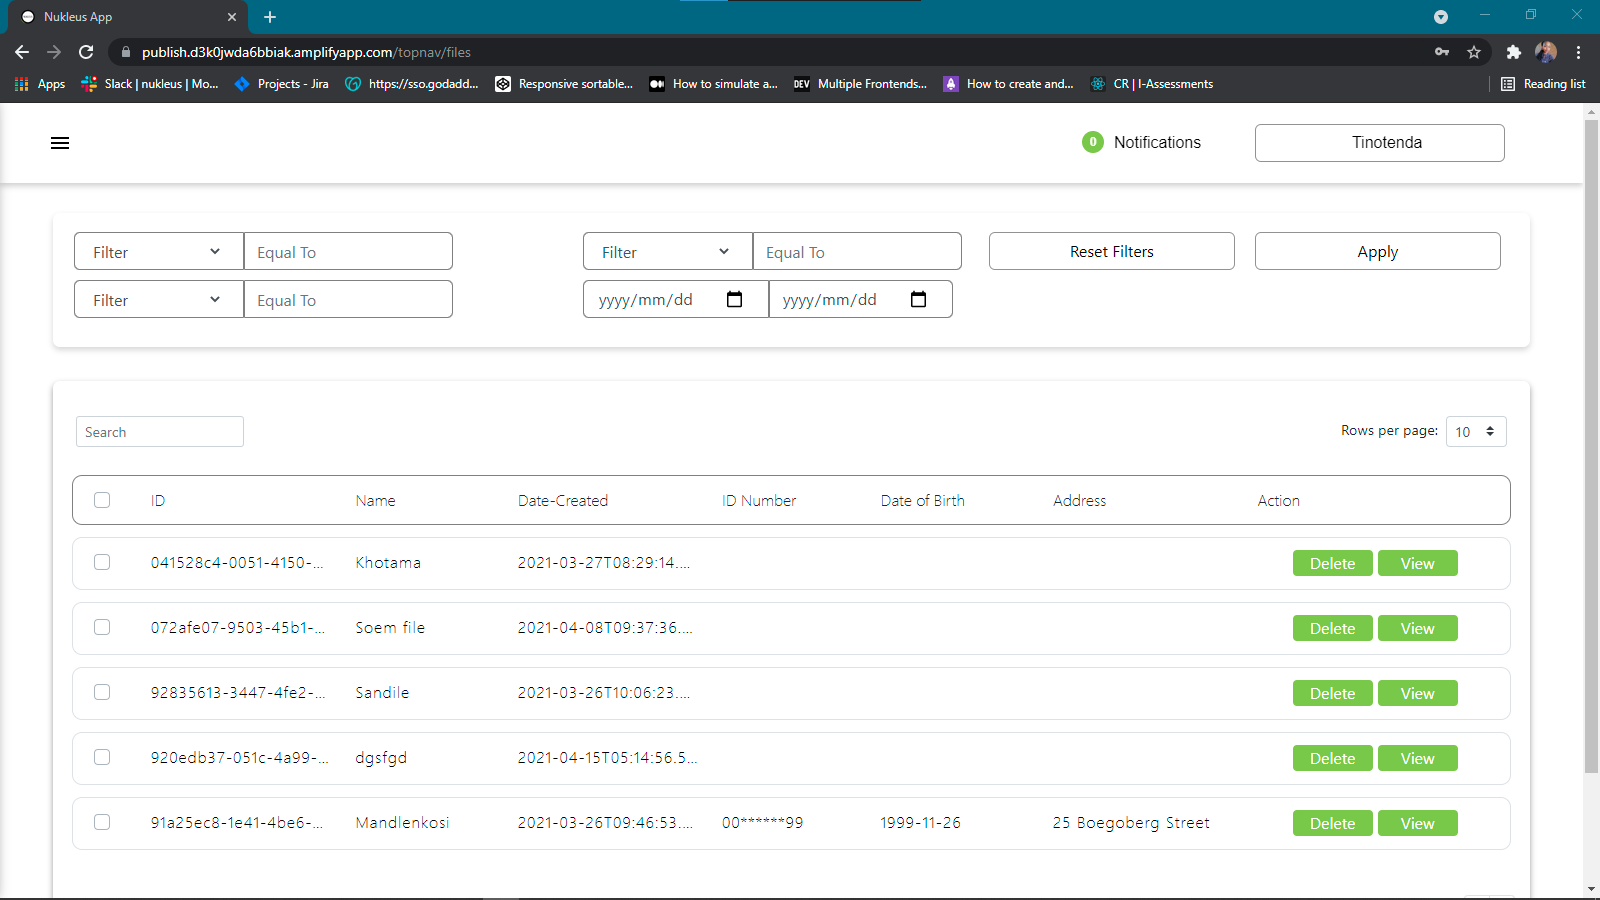 Nukleus App
publish.d3k0jwda6bbiak.amplifyapp.com/topnav/files
Apps Slack | nukleus | Mo... Projects - Jira https://sso.godadd... Responsive sortable... How to simulate a... DEV Multiple Frontends... How to create and... CR | I-Assessments Reading list
0 Notifications Tinotenda
Filter Equal To Filter Equal To Reset Filters Apply
Filter Equal To yyyy/mm/dd yyyy/mm/dd
Search Rows per page: 10
ID Name Date-Created ID Number Date of Birth Address Action
041528c4-0051-4150-... Khotama 2021-03-27T08:29:14.... Delete View
072afe07-9503-45b1-... Soem file 2021-04-08T09:37:36.... Delete View
92835613-3447-4fe2-... Sandile 2021-03-26T10:06:23.... Delete View
920edb37-051c-4a99-... dgsfgd 2021-04-15T05:14:56.5... Delete View
91a25ec8-1e41-4be6-... Mandlenkosi 2021-03-26T09:46:53.... 00******99 1999-11-26 25 Boegoberg Street Delete View